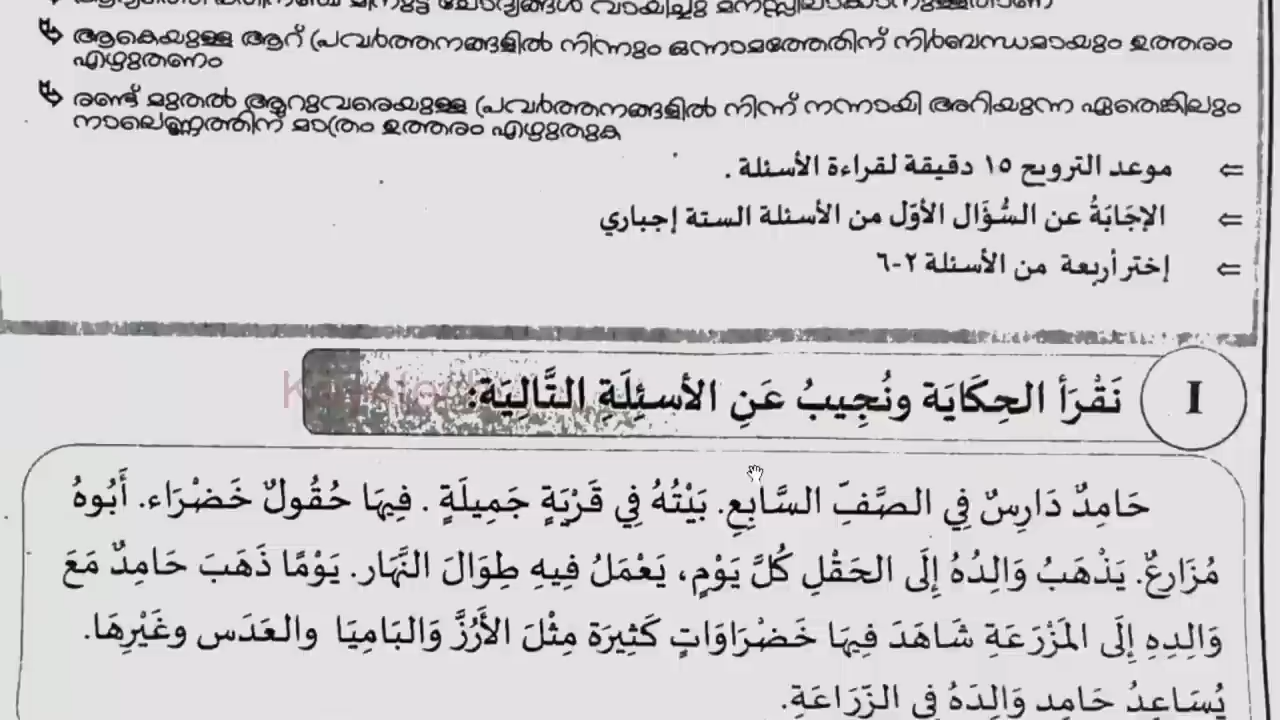 വായിച്ചു മനസ്സിലാക്കാനുള്ളതാണ്
ആകെയുള്ള ആറ് പ്രവർത്തനങ്ങളിൽ നിന്നും ഒന്നാമത്തേതിന് നിർബന്ധമായും ഉത്തരം
എഴുതണം
രണ്ട് മുതൽ ആറുവരെയുള്ള പ്രവർത്തനങ്ങളിൽ നിന്ന് നന്നായി അറിയുന്ന ഏതെങ്കിലും
നാലെണ്ണത്തിന് മാത്രം ഉത്തരം എഴുതുക
⇐ موعد الترويح ١٥ دقيقة لقراءة الأسئلة .
⇐ الإجَابَةُ عن السُّؤَال الأوّل من الأسئلة الستة إجباري
⇐ إختر أربعة من الأسئلة ٢-٦
I نَقْرَأ الحِكَايَة ونُجِيبُ عَنِ الأسئِلَةِ التَّالِيَة:
حَامِدٌ دَارِسٌ فِي الصَّفِّ السَّابِعِ. بَيْتُهُ فِي قَرْيَةٍ جَمِيلَةٍ . فِيهَا حُقُولٌ خَضْرَاء. أَبُوهُ
مُزَارِعٌ. يَذْهَبُ وَالِدُهُ إِلَى الحَقْلِ كُلَّ يَوْمٍ، يَعْمَلُ فِيهِ طِوَالَ النَّهَار. يَوْمًا ذَهَبَ حَامِدٌ مَعَ
وَالِدِهِ إِلَى المَزْرَعَةِ شَاهَدَ فِيهَا خَضْرَاوَاتٍ كَثِيرَة مِثْلَ الأَرُزَّ وَالبَامِيَا والعَدَس وغَيْرِهَا.
يُسَاعِدُ حَامِد وَالِدَهُ فِي الزِّرَاعَةِ.